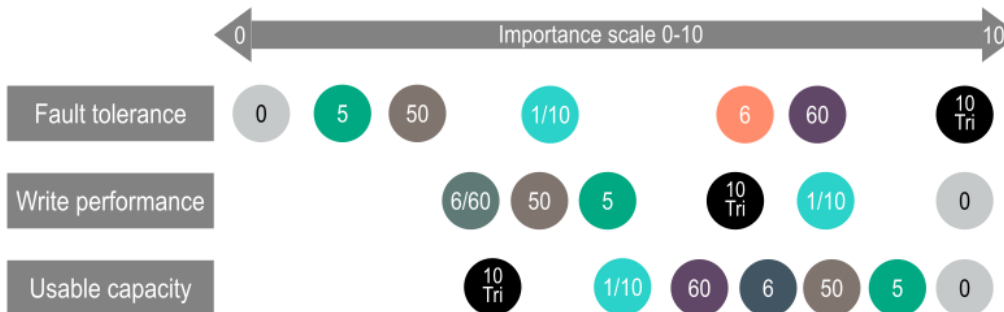 0 Importance scale 0-10 10
Fault tolerance 0 5 50 1/10 6 60 10 Tri
Write performance 6/60 50 5 10 Tri 1/10 0
Usable capacity 10 Tri 1/10 60 6 50 5 0